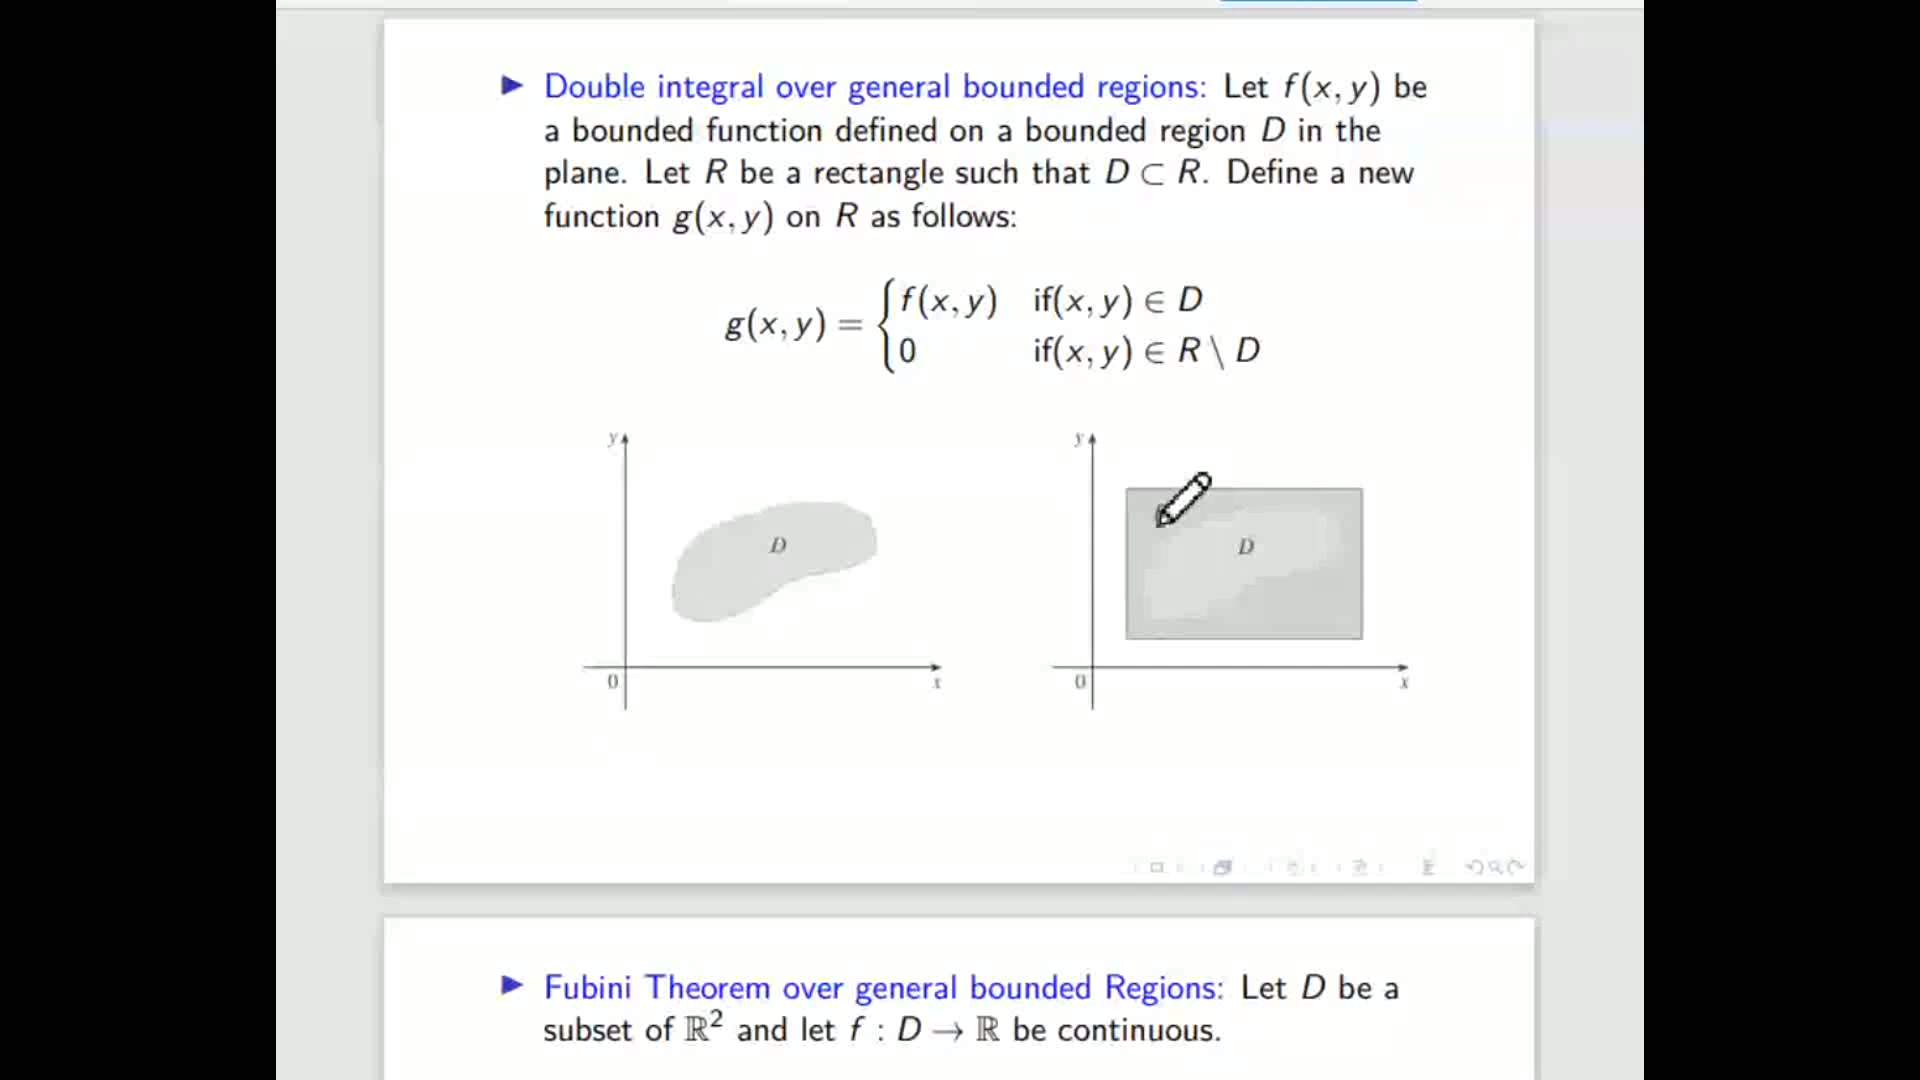 Double integral over general bounded regions: Let f(x, y) be
a bounded function defined on a bounded region D in the
plane. Let R be a rectangle such that D ⊂ R. Define a new
function g(x, y) on R as follows:
g(x, y) = { f(x, y) if(x, y) ∈ D
0 if(x, y) ∈ R \ D
y
D
0
x
y
D
0
x
Fubini Theorem over general bounded Regions: Let D be a
subset of ℝ² and let f : D → ℝ be continuous.